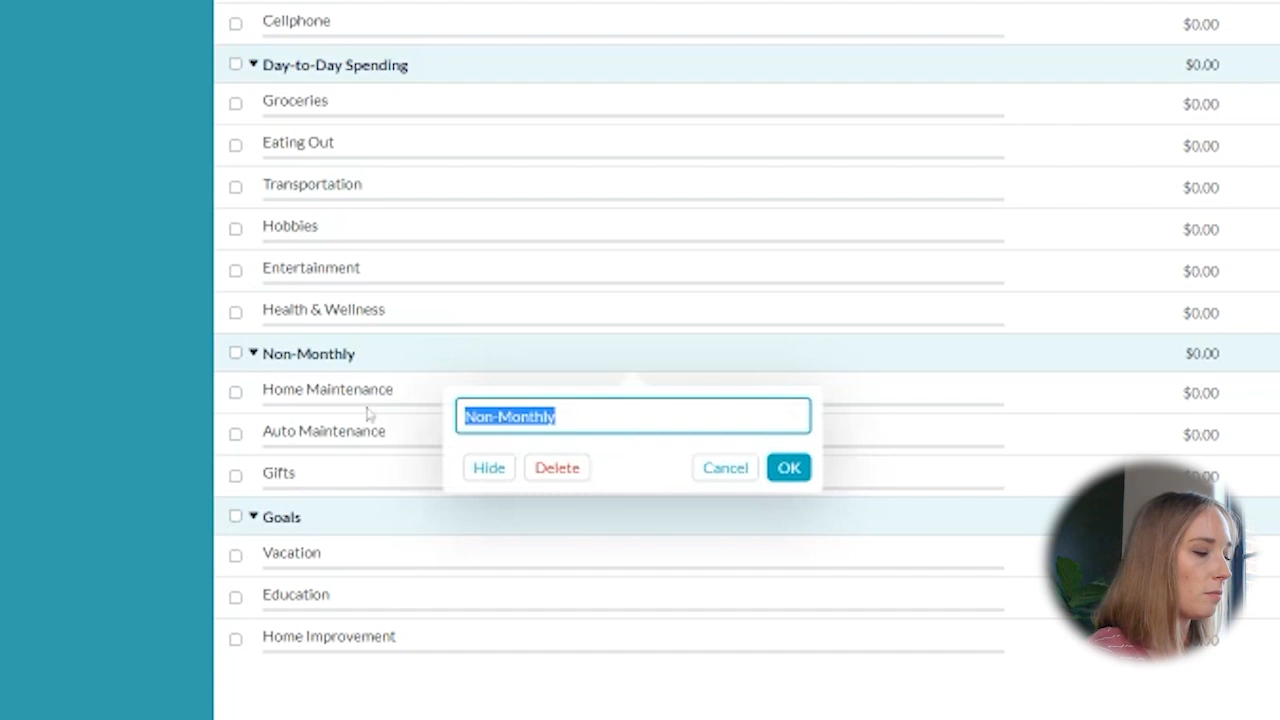 Cellphone $0.00
Day-to-Day Spending $0.00
Groceries $0.00
Eating Out $0.00
Transportation $0.00
Hobbies $0.00
Entertainment $0.00
Health & Wellness $0.00
Non-Monthly $0.00
Home Maintenance $0.00
Non-Monthly
Auto Maintenance $0.00
Hide Delete Cancel OK
Gifts
Goals
Vacation
Education
Home Improvement